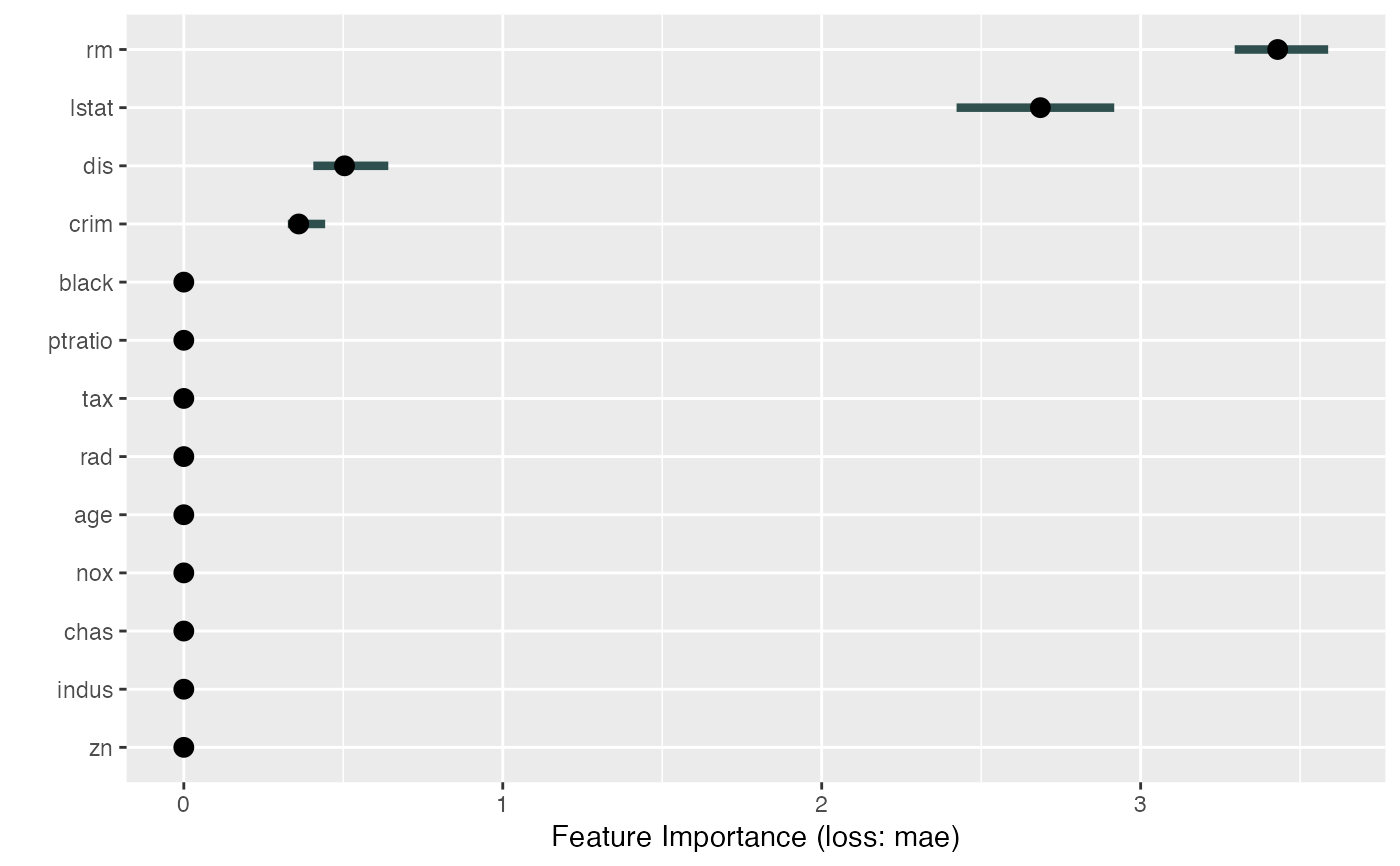 rm
lstat
dis
crim
black
ptratio
tax
rad
age
nox
chas
indus
zn
0 1 2 3
Feature Importance (loss: mae)